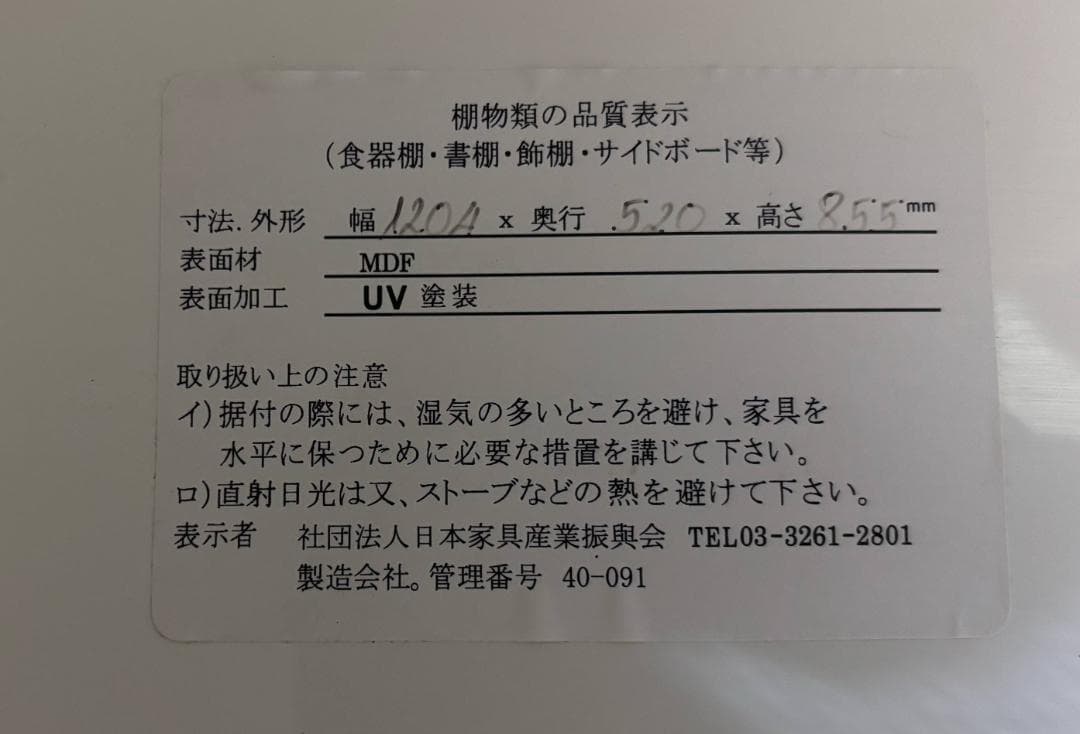 棚物類の品質表示
(食器棚・書棚・飾棚・サイドボード等)
寸法.外形 幅 1204 x 奥行 520 x 高さ 855 mm
表面材 MDF
表面加工 UV 塗装
取り扱い上の注意
イ)据付の際には、湿気の多いところを避け、家具を
水平に保つために必要な措置を講じて下さい。
ロ)直射日光は又、ストーブなどの熱を避けて下さい。
表示者 社団法人日本家具産業振興会 TEL03-3261-2801
製造会社。管理番号 40-091